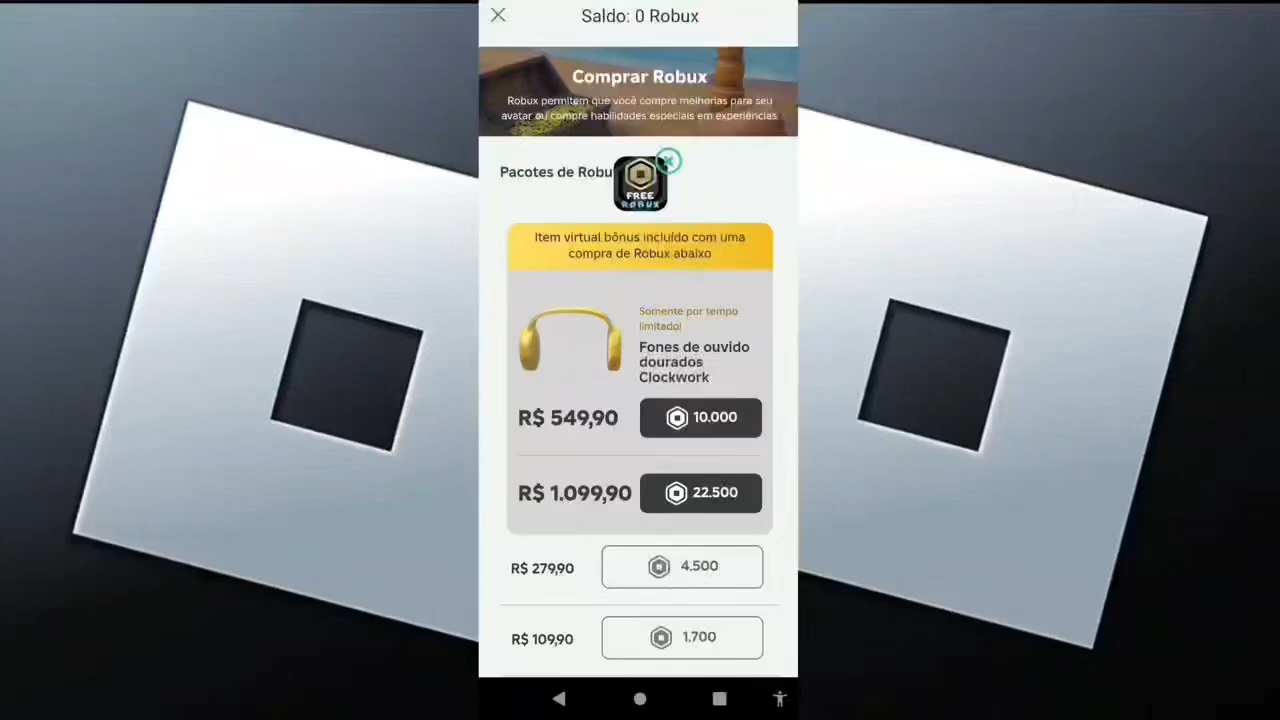 Saldo: 0 Robux
Comprar Robux
Robux permitem que você compre melhorias para seu
avatar ou compre habilidades especiais em experiências
Pacotes de Robu
FREE
ROBUX
Item virtual bônus incluído com uma
compra de Robux abaixo
Somente por tempo
limitado!
Fones de ouvido
dourados
Clockwork
R$ 549,90 10.000
R$ 1.099,90 22.500
R$ 279,90 4.500
R$ 109,90 1.700